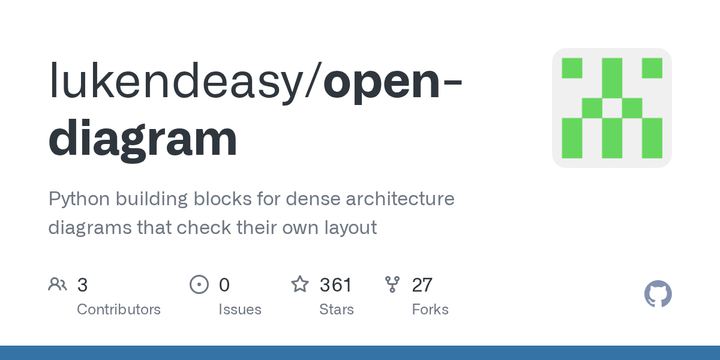 lukendeasy/open-
diagram
Python building blocks for dense architecture
diagrams that check their own layout
3
Contributors
0
Issues
361
Stars
27
Forks